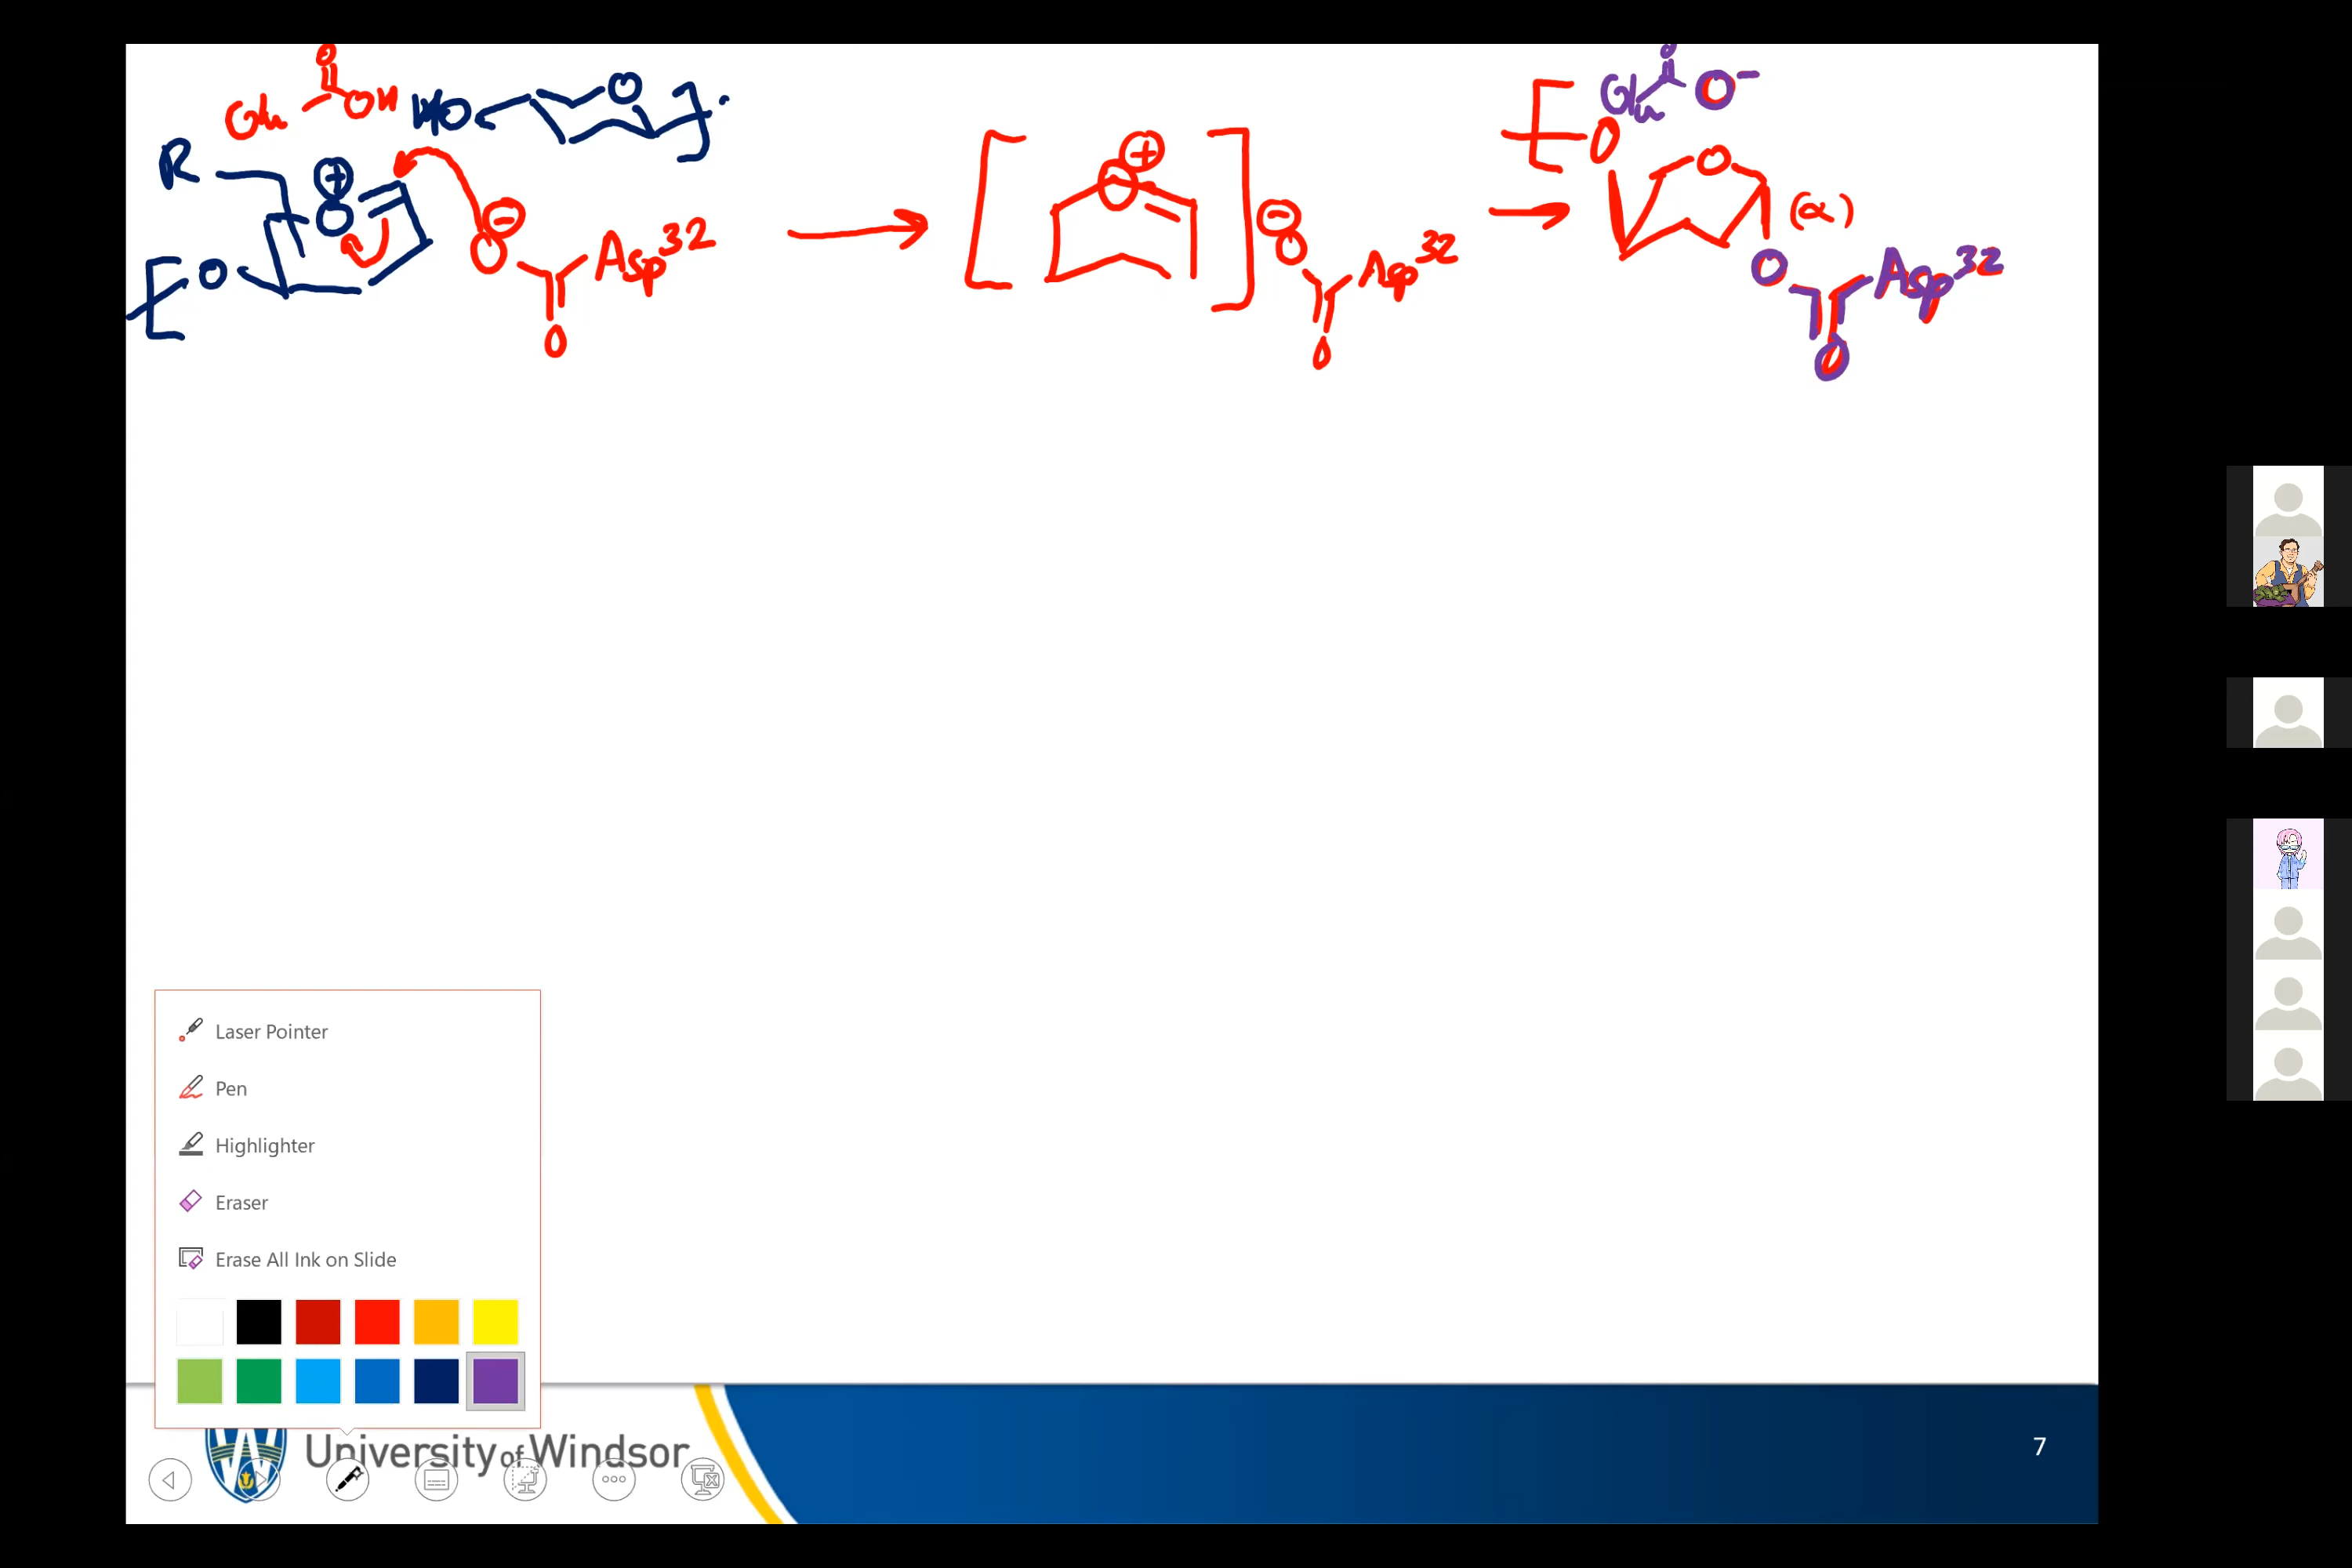 Glu OH HO O
R ⊕
O
EO ⊖
O Asp32
O
⊕
O
⊖
O Asp32
O
Glu O O⁻
O O
(α)
O Asp32
O
Laser Pointer
Pen
Highlighter
Eraser
Erase All Ink on Slide
University of Windsor
7